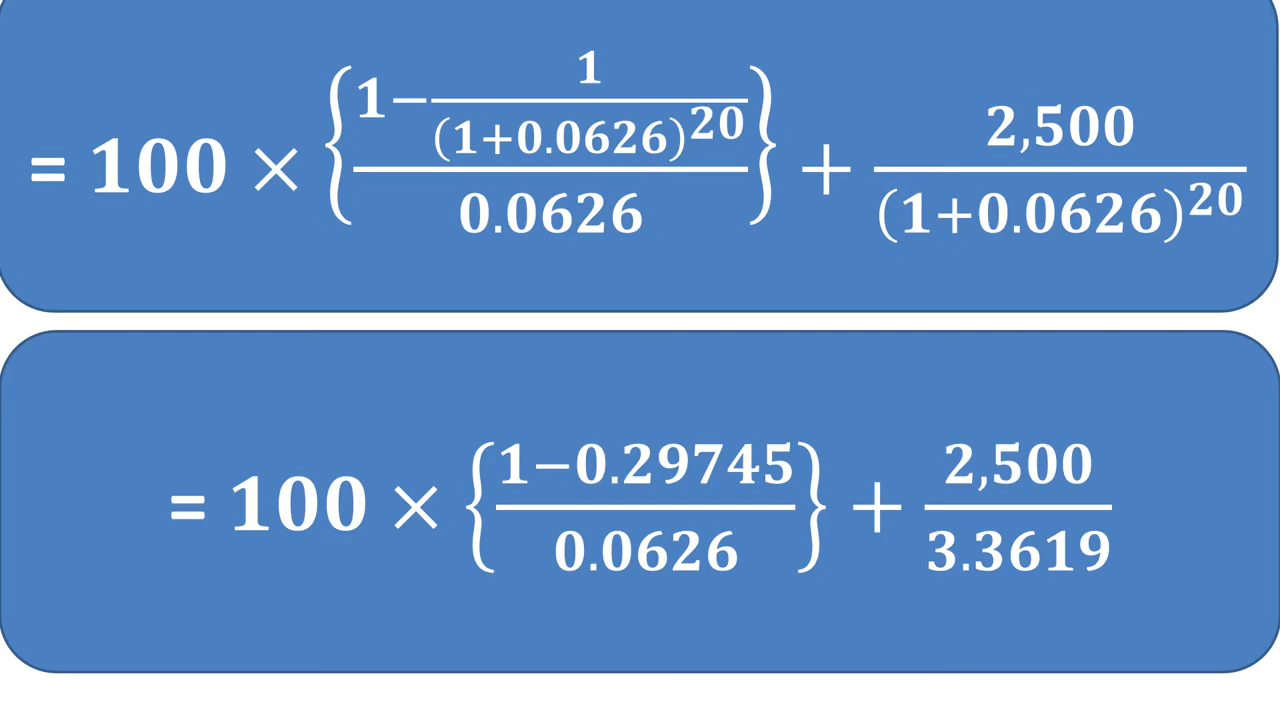 = 100 × {(1−1/(1+0.0626)^20)/0.0626} + 2,500/(1+0.0626)^20
= 100 × {(1−0.29745)/0.0626} + 2,500/3.3619